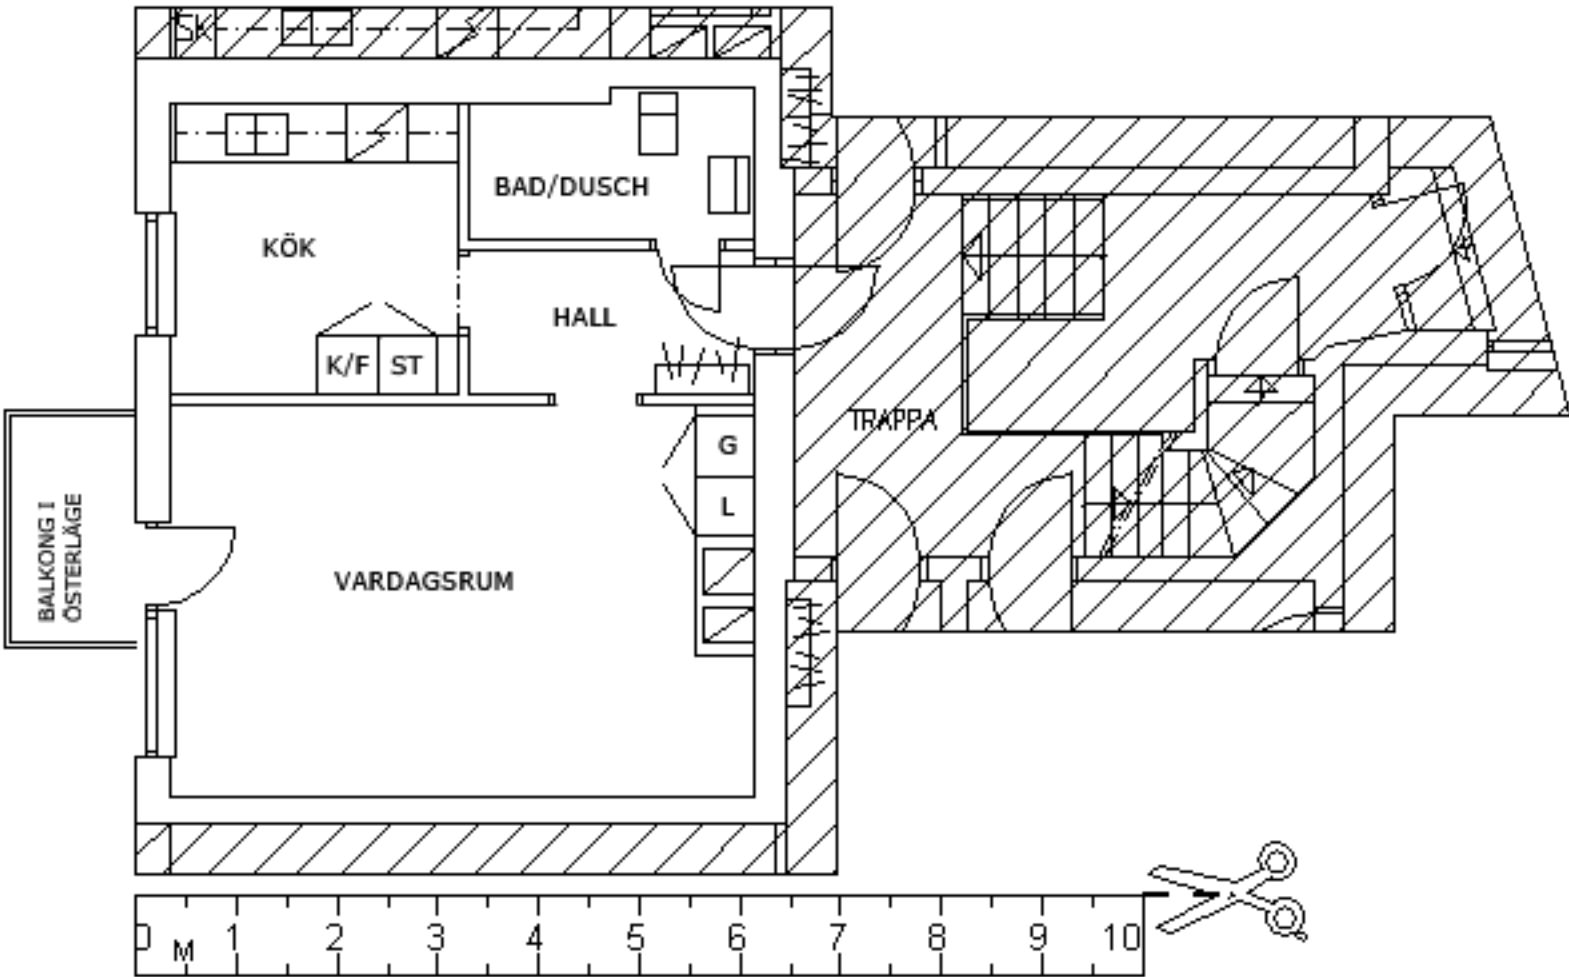 SK
BAD/DUSCH
KÖK
HALL
K/F ST
TRAPPA
G
L
BALKONG I
ÖSTERLÄGE
VARDAGSRUM
0 M 1 2 3 4 5 6 7 8 9 10